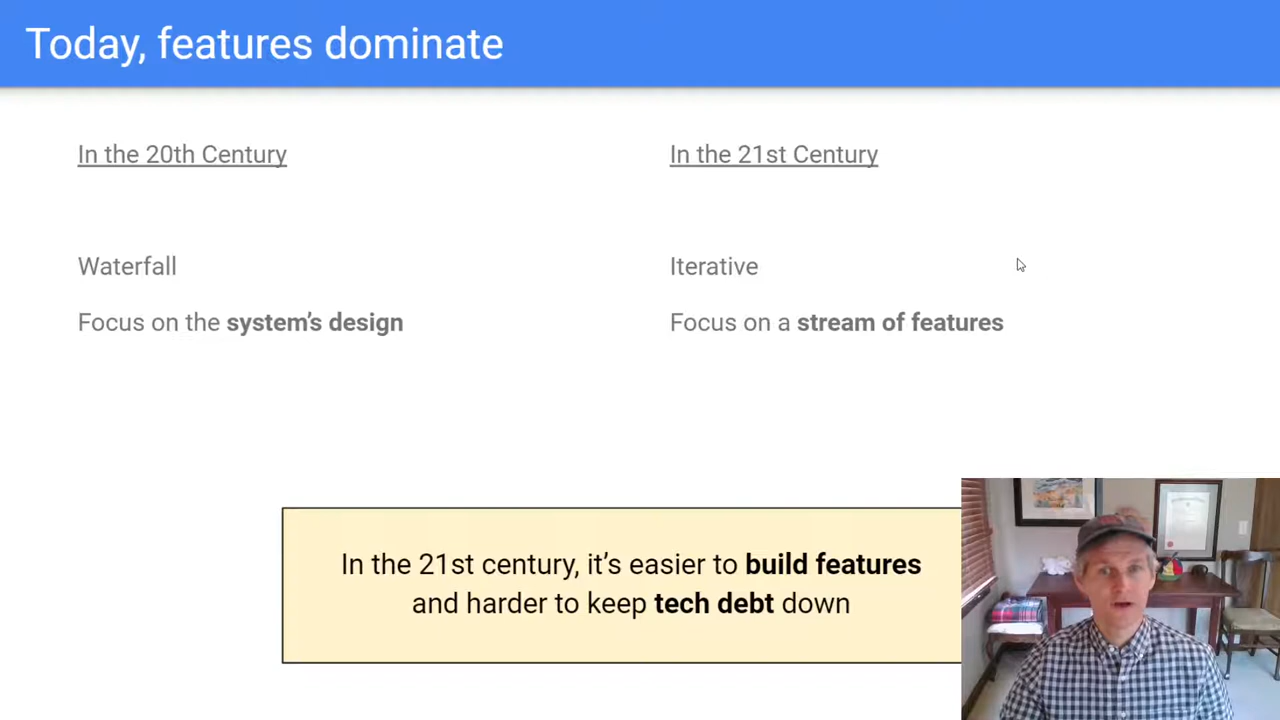 Today, features dominate
In the 20th Century
Waterfall
Focus on the system’s design
In the 21st Century
Iterative
Focus on a stream of features
In the 21st century, it’s easier to build features
and harder to keep tech debt down